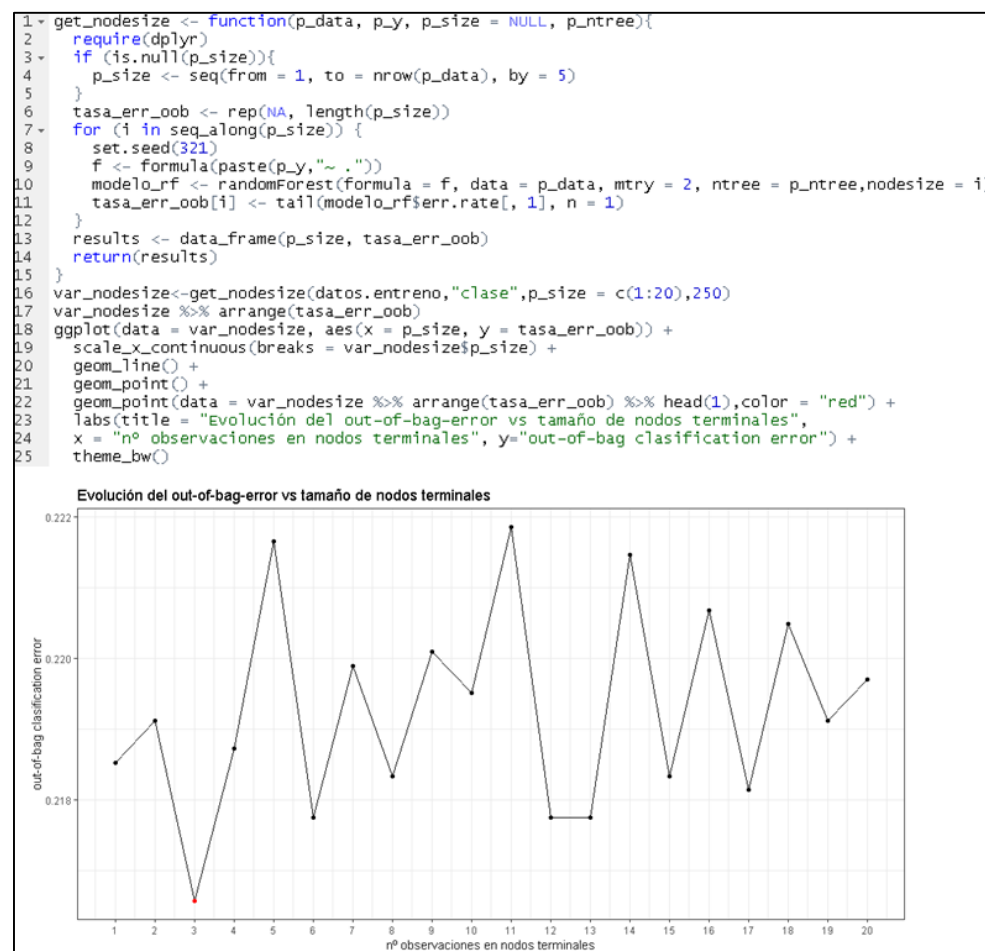 1 get_nodesize <- function(p_data, p_y, p_size = NULL, p_ntree){
2 require(dplyr)
3 if (is.null(p_size)){
4 p_size <- seq(from = 1, to = nrow(p_data), by = 5)
5 }
6 tasa_err_oob <- rep(NA, length(p_size))
7 for (i in seq_along(p_size)) {
8 set.seed(321)
9 f <- formula(paste(p_y,"~ ."))
10 modelo_rf <- randomForest(formula = f, data = p_data, mtry = 2, ntree = p_ntree,nodesize = i)
11 tasa_err_oob[i] <- tail(modelo_rf$err.rate[, 1], n = 1)
12 }
13 results <- data_frame(p_size, tasa_err_oob)
14 return(results)
15 }
16 var_nodesize<-get_nodesize(datos.entreno,"clase",p_size = c(1:20),250)
17 var_nodesize %>% arrange(tasa_err_oob)
18 ggplot(data = var_nodesize, aes(x = p_size, y = tasa_err_oob)) +
19 scale_x_continuous(breaks = var_nodesize$p_size) +
20 geom_line() +
21 geom_point() +
22 geom_point(data = var_nodesize %>% arrange(tasa_err_oob) %>% head(1),color = "red") +
23 labs(title = "Evolución del out-of-bag-error vs tamaño de nodos terminales",
24 x = "nº observaciones en nodos terminales", y="out-of-bag clasification error") +
25 theme_bw()
Evolución del out-of-bag-error vs tamaño de nodos terminales
0.222
0.220
0.218
out-of-bag clasification error
1 2 3 4 5 6 7 8 9 10 11 12 13 14 15 16 17 18 19 20
nº observaciones en nodos terminales